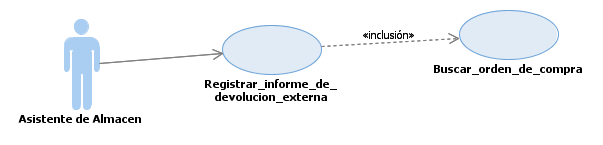 «inclusión»
Buscar_orden_de_compra
Registrar_informe_de_
devolucion_externa
Asistente de Almacen